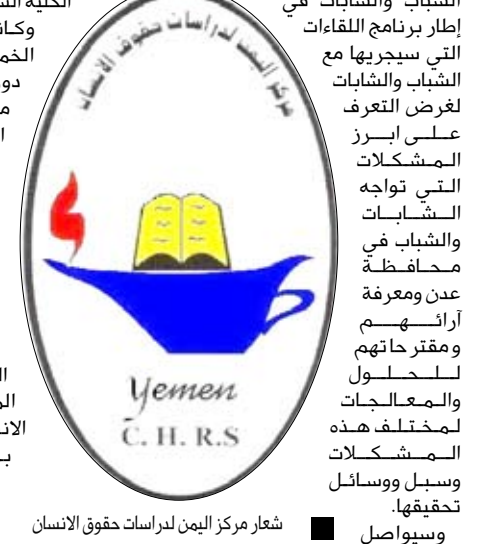 الشباب والشابات في
إطار برنامج اللقاءات
التي سيجريها مع
الشباب والشابات
لغرض التعرف
على ابرز
المشكلات
التي تواجه
الشابات
والشباب في
محافظة
عدن ومعرفة
آرائهم
ومقترحاتهم
للحلول
والمعالجات
لمختلف هذه
المشكلات
وسبل ووسائل
تحقيقها.
وسيواصل
مركز اليمن لدراسات حقوق الانسان
Yemen
C. H. R.S
شعار مركز اليمن لدراسات حقوق الانسان